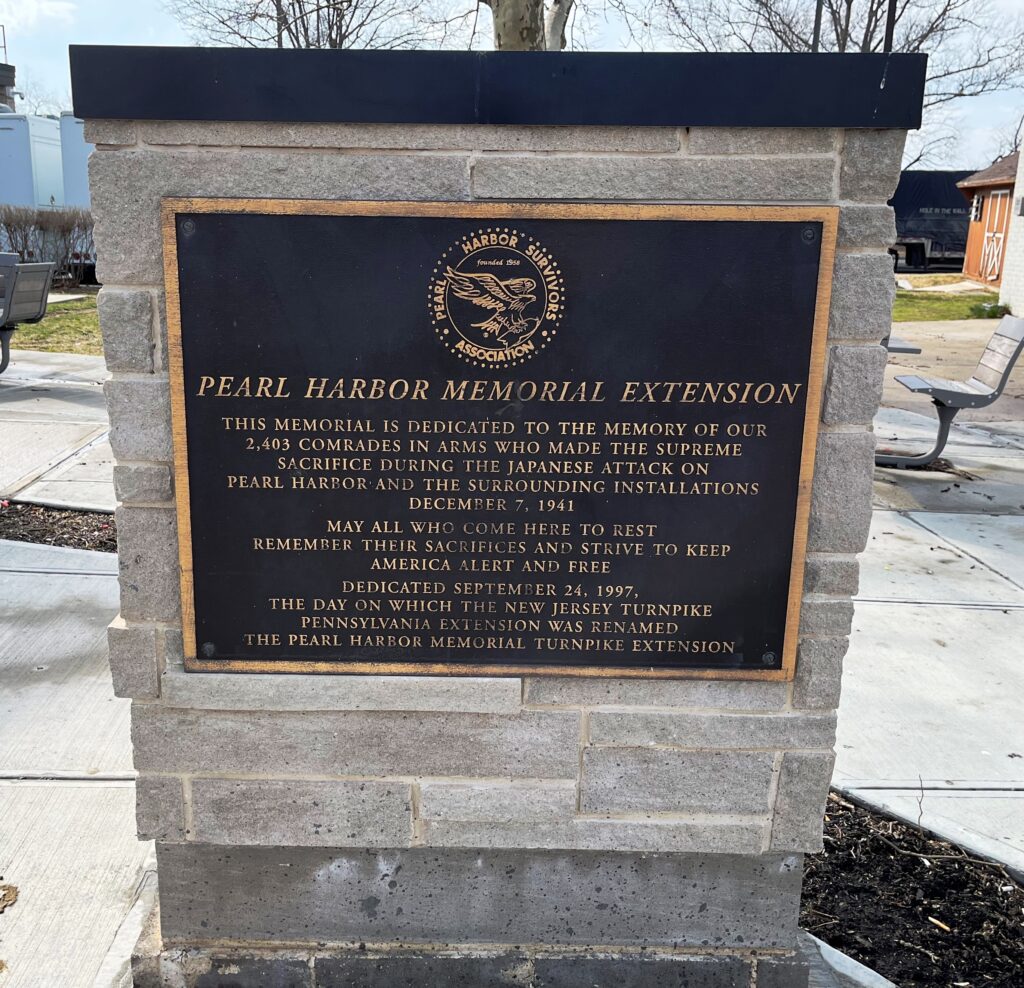 PEARL HARBOR SURVIVORS
founded 1958
ASSOCIATION
PEARL HARBOR MEMORIAL EXTENSION
THIS MEMORIAL IS DEDICATED TO THE MEMORY OF OUR
2,403 COMRADES IN ARMS WHO MADE THE SUPREME
SACRIFICE DURING THE JAPANESE ATTACK ON
PEARL HARBOR AND THE SURROUNDING INSTALLATIONS
DECEMBER 7, 1941
MAY ALL WHO COME HERE TO REST
REMEMBER THEIR SACRIFICES AND STRIVE TO KEEP
AMERICA ALERT AND FREE
DEDICATED SEPTEMBER 24, 1997,
THE DAY ON WHICH THE NEW JERSEY TURNPIKE
PENNSYLVANIA EXTENSION WAS RENAMED
THE PEARL HARBOR MEMORIAL TURNPIKE EXTENSION
HOLE IN THE WALL